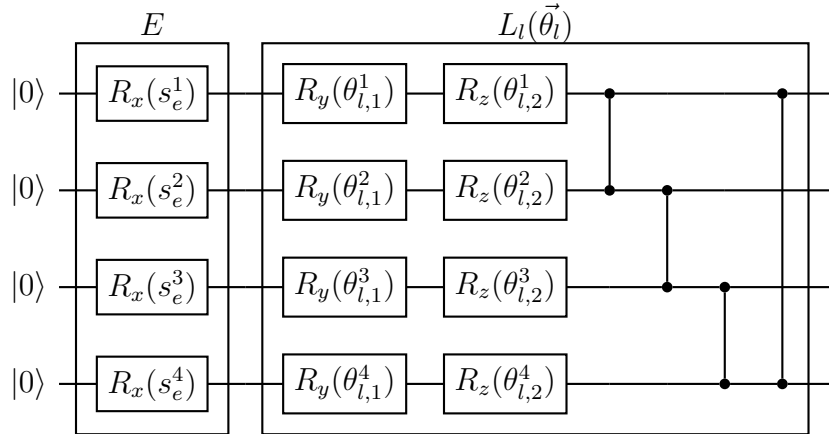 E L_l(\vec{θ_l})
|0⟩ R_x(s_e^1) R_y(θ_{l,1}^1) R_z(θ_{l,2}^1)
|0⟩ R_x(s_e^2) R_y(θ_{l,1}^2) R_z(θ_{l,2}^2)
|0⟩ R_x(s_e^3) R_y(θ_{l,1}^3) R_z(θ_{l,2}^3)
|0⟩ R_x(s_e^4) R_y(θ_{l,1}^4) R_z(θ_{l,2}^4)